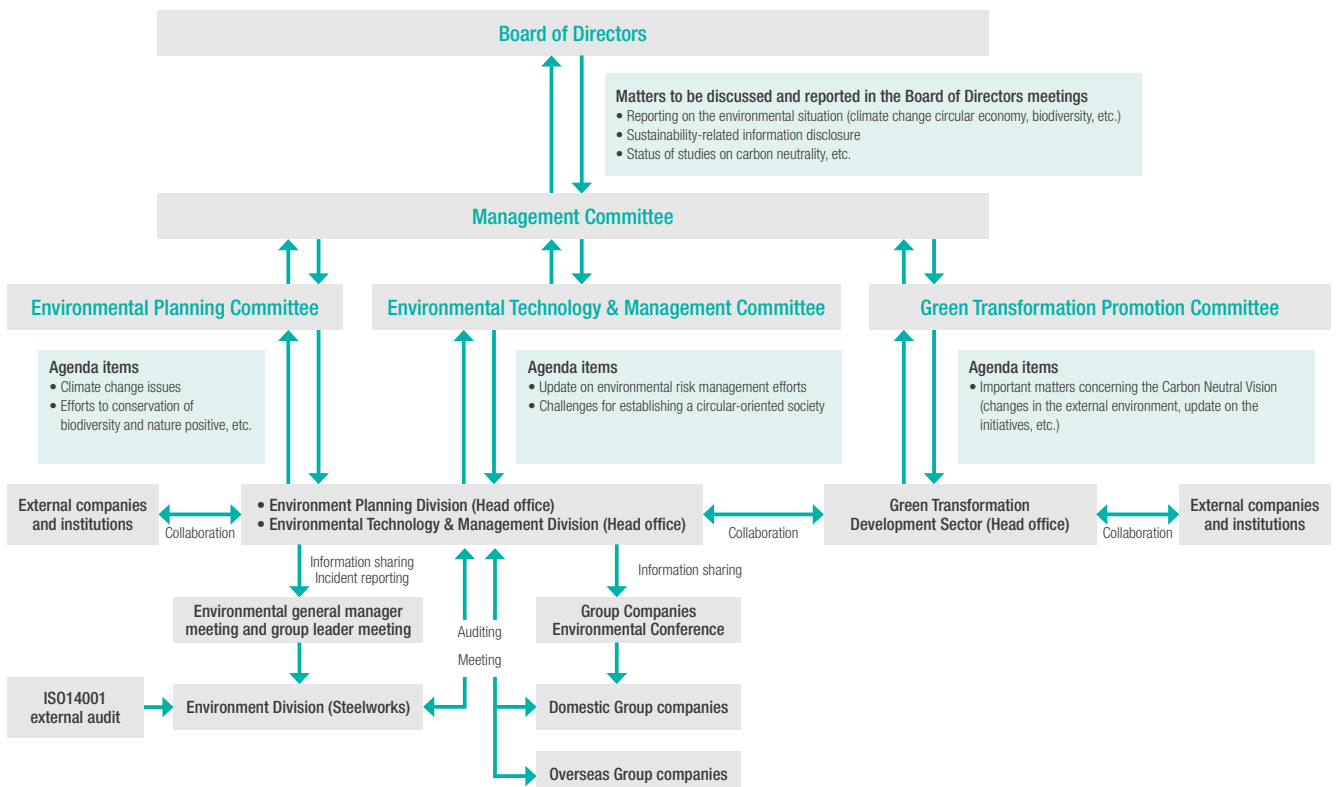 Board of Directors
Matters to be discussed and reported in the Board of Directors meetings
• Reporting on the environmental situation (climate change circular economy, biodiversity, etc.)
• Sustainability-related information disclosure
• Status of studies on carbon neutrality, etc.
Management Committee
Environmental Planning Committee
Environmental Technology & Management Committee
Green Transformation Promotion Committee
Agenda items
• Climate change issues
• Efforts to conservation of
biodiversity and nature positive, etc.
Agenda items
• Update on environmental risk management efforts
• Challenges for establishing a circular-oriented society
Agenda items
• Important matters concerning the Carbon Neutral Vision
(changes in the external environment, update on the
initiatives, etc.)
External companies
and institutions
Collaboration
• Environment Planning Division (Head office)
• Environmental Technology & Management Division (Head office)
Collaboration
Green Transformation
Development Sector (Head office)
Collaboration
External companies
and institutions
Information sharing
Incident reporting
Information sharing
Environmental general manager
meeting and group leader meeting
Auditing
Meeting
Group Companies
Environmental Conference
ISO14001
external audit
Environment Division (Steelworks)
Domestic Group companies
Overseas Group companies